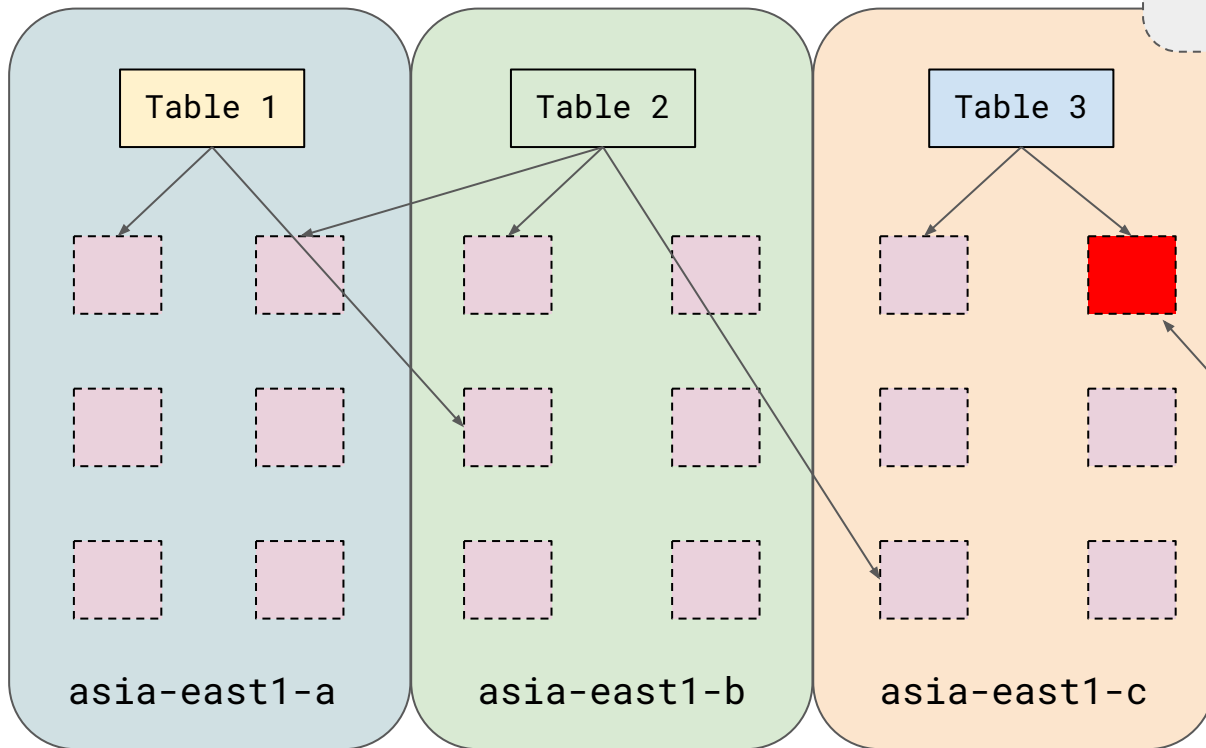 Table 1
Table 2
Table 3
asia-east1-a
asia-east1-b
asia-east1-c